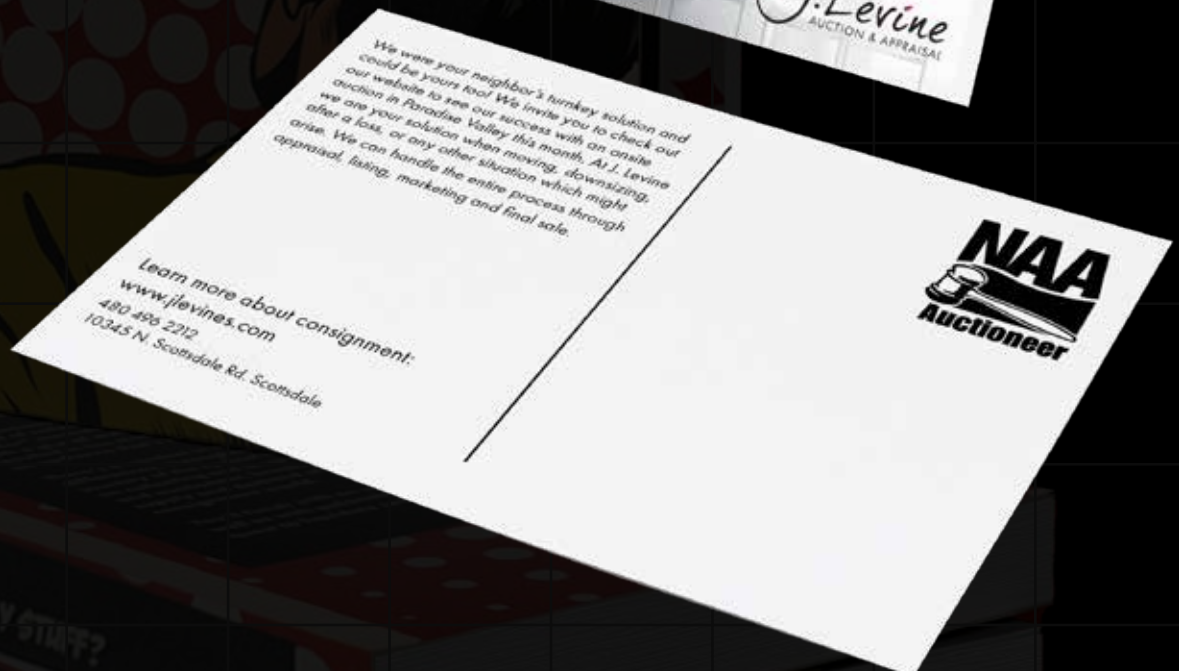 J.Levine
AUCTION & APPRAISAL
We were your neighbor's turnkey solution and
could be yours too! We invite you to check out
our website to see our success with an onsite
auction in Paradise Valley this month. At J. Levine
we are your solution when moving, downsizing,
after a loss, or any other situation which might
arise. We can handle the entire process through
appraisal, listing, marketing and final sale.
Learn more about consignment:
www.jlevines.com
480 496 2212
10345 N. Scottsdale Rd. Scottsdale
NAA
Auctioneer
STUFF?